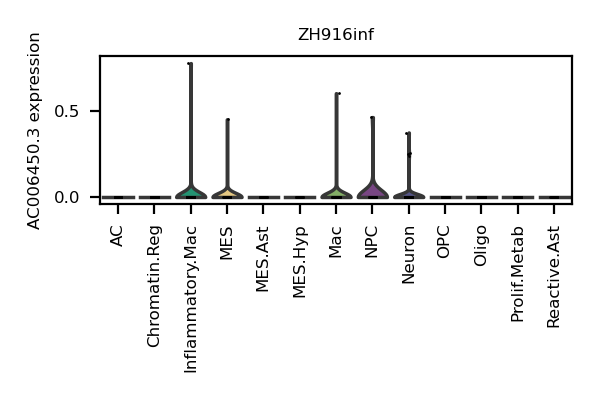 ZH916inf
AC006450.3 expression
0.5
0.0
AC
Chromatin.Reg
Inflammatory.Mac
MES
MES.Ast
MES.Hyp
Mac
NPC
Neuron
OPC
Oligo
Prolif.Metab
Reactive.Ast